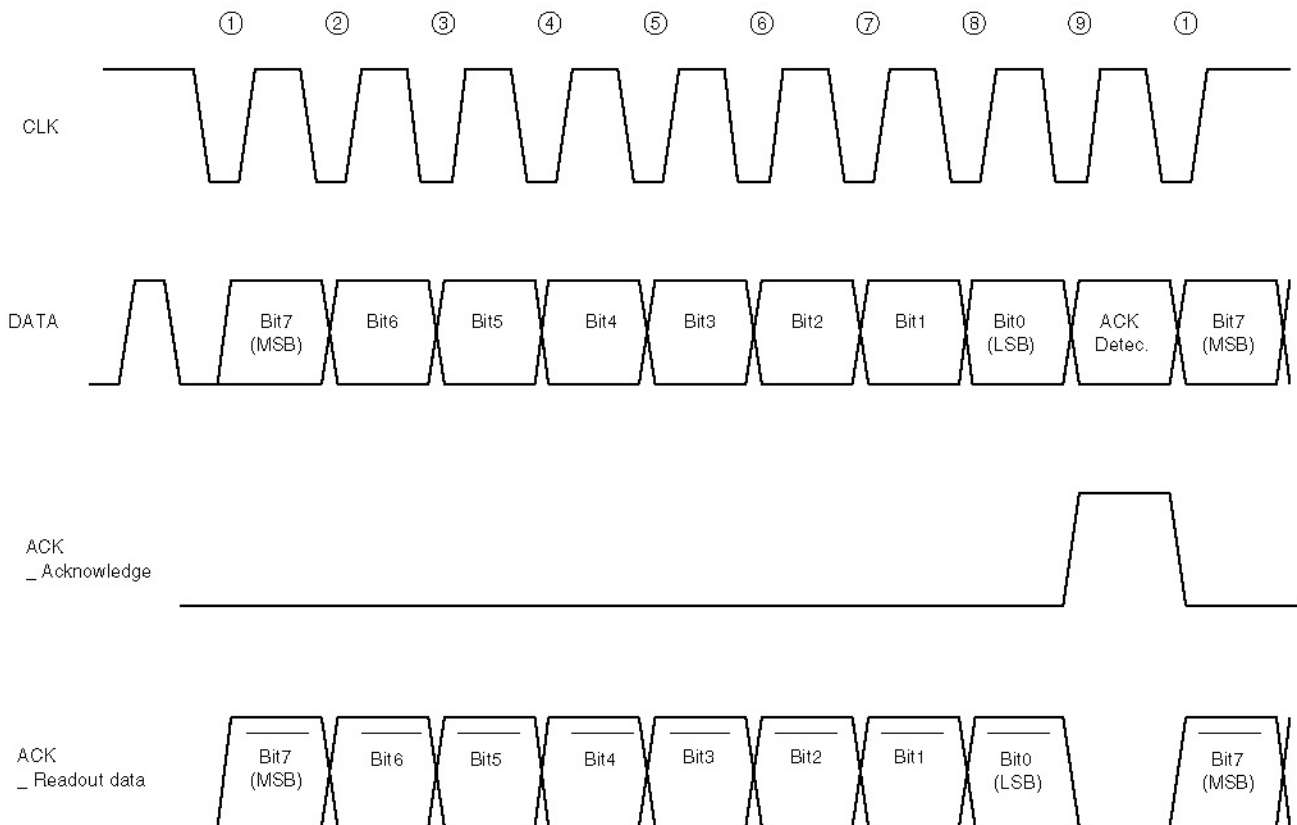 ① ② ③ ④ ⑤ ⑥ ⑦ ⑧ ⑨ ①
CLK
DATA
Bit7 Bit6 Bit5 Bit4 Bit3 Bit2 Bit1 Bit0 ACK Bit7
(MSB) (LSB) Detec. (MSB)
ACK
_ Acknowledge
ACK
_ Readout data
Bit7 Bit6 Bit5 Bit4 Bit3 Bit2 Bit1 Bit0 Bit7
(MSB) (LSB) (MSB)